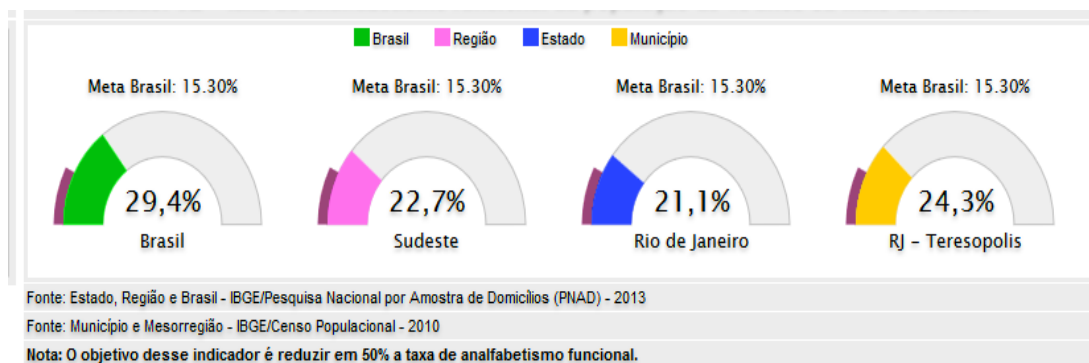 Brasil Região Estado Município
Meta Brasil: 15.30% Meta Brasil: 15.30% Meta Brasil: 15.30% Meta Brasil: 15.30%
29,4% 22,7% 21,1% 24,3%
Brasil Sudeste Rio de Janeiro RJ - Teresopolis
Fonte: Estado, Região e Brasil - IBGE/Pesquisa Nacional por Amostra de Domicílios (PNAD) - 2013
Fonte: Município e Mesorregião - IBGE/Censo Populacional - 2010
Nota: O objetivo desse indicador é reduzir em 50% a taxa de analfabetismo funcional.